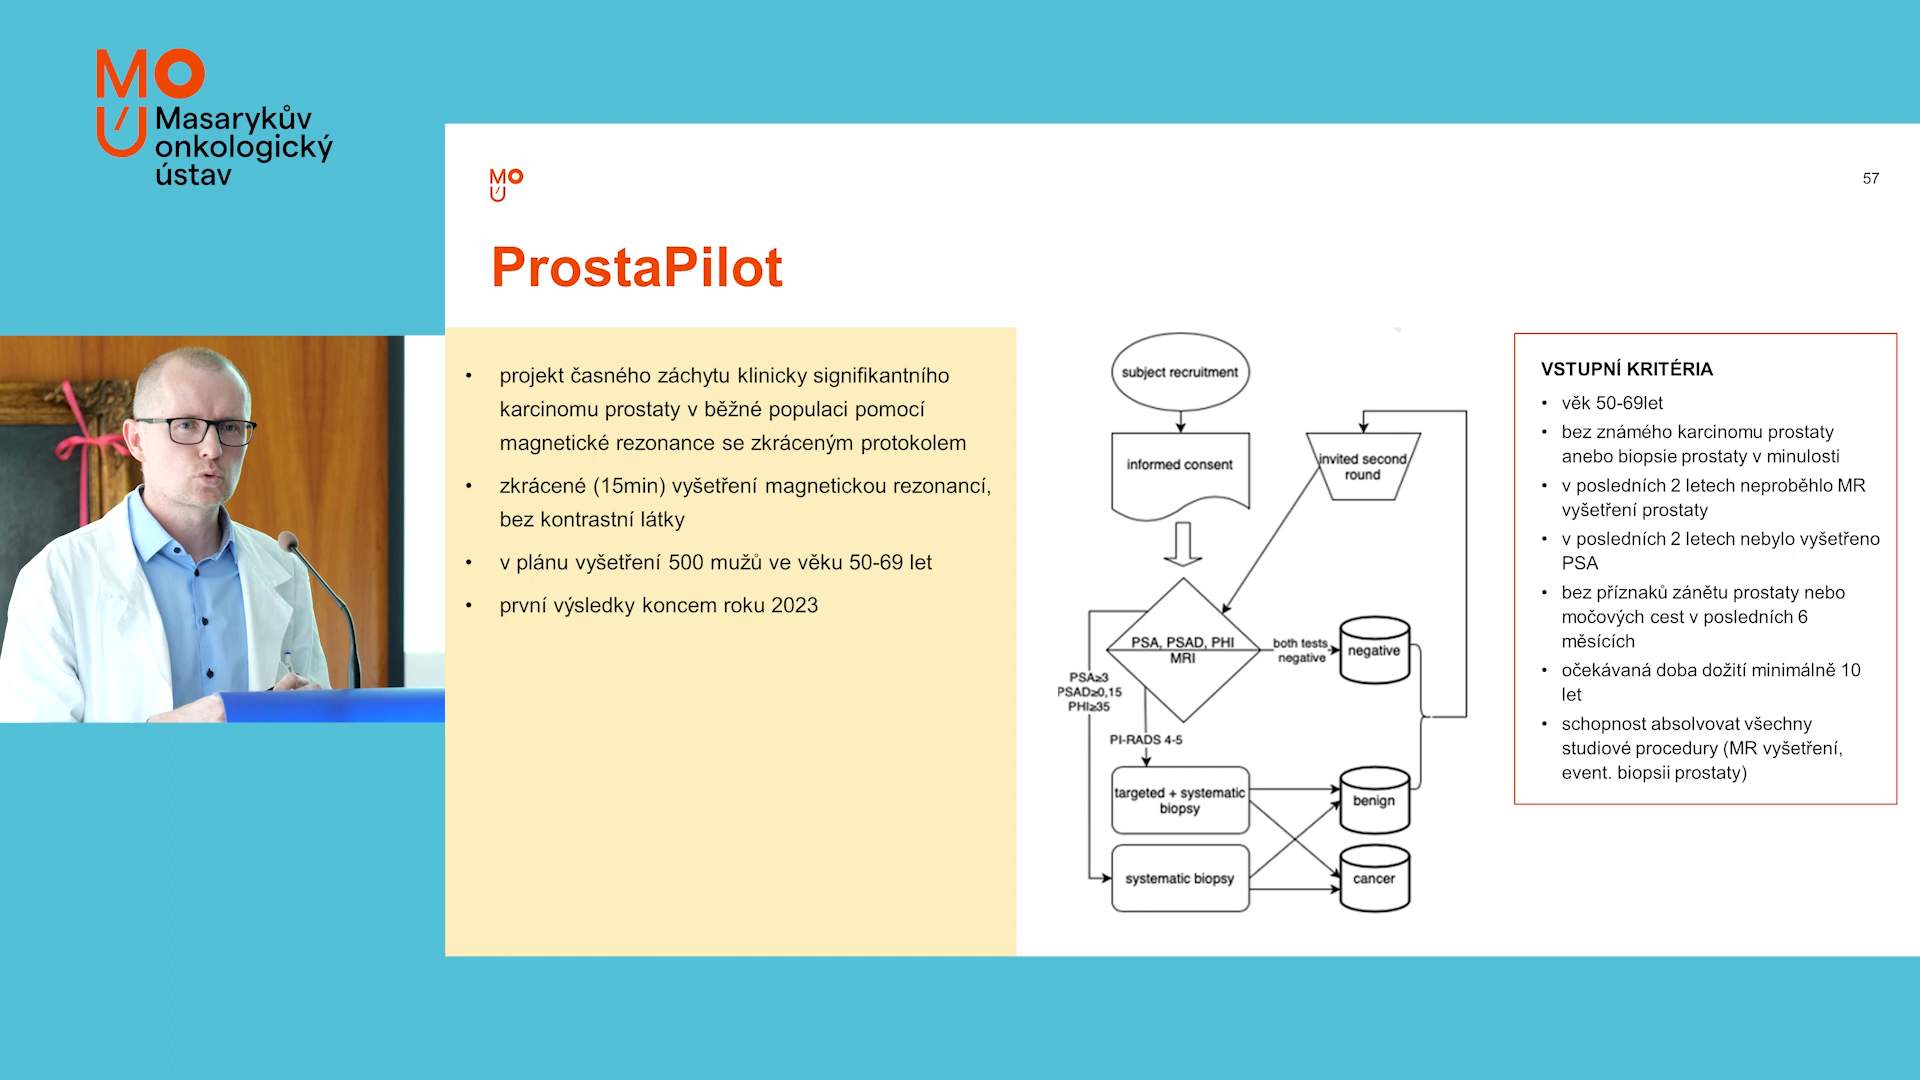 MOÚ
Masarykův
onkologický
ústav
MOÚ
57
ProstaPilot
• projekt časného záchytu klinicky signifikantního
karcinomu prostaty v běžné populaci pomocí
magnetické rezonance se zkráceným protokolem
• zkrácené (15min) vyšetření magnetickou rezonancí,
bez kontrastní látky
• v plánu vyšetření 500 mužů ve věku 50-69 let
• první výsledky koncem roku 2023
subject recruitment
informed consent
invited second
round
PSA, PSAD, PHI
MRI
both tests
negative
negative
PSA≥3
PSAD≥0,15
PHI≥35
PI-RADS 4-5
targeted + systematic
biopsy
benign
systematic biopsy
cancer
VSTUPNÍ KRITÉRIA
• věk 50-69let
• bez známého karcinomu prostaty
anebo biopsie prostaty v minulosti
• v posledních 2 letech neproběhlo MR
vyšetření prostaty
• v posledních 2 letech nebylo vyšetřeno
PSA
• bez příznaků zánětu prostaty nebo
močových cest v posledních 6
měsících
• očekávaná doba dožití minimálně 10
let
• schopnost absolvovat všechny
studiové procedury (MR vyšetření,
event. biopsii prostaty)